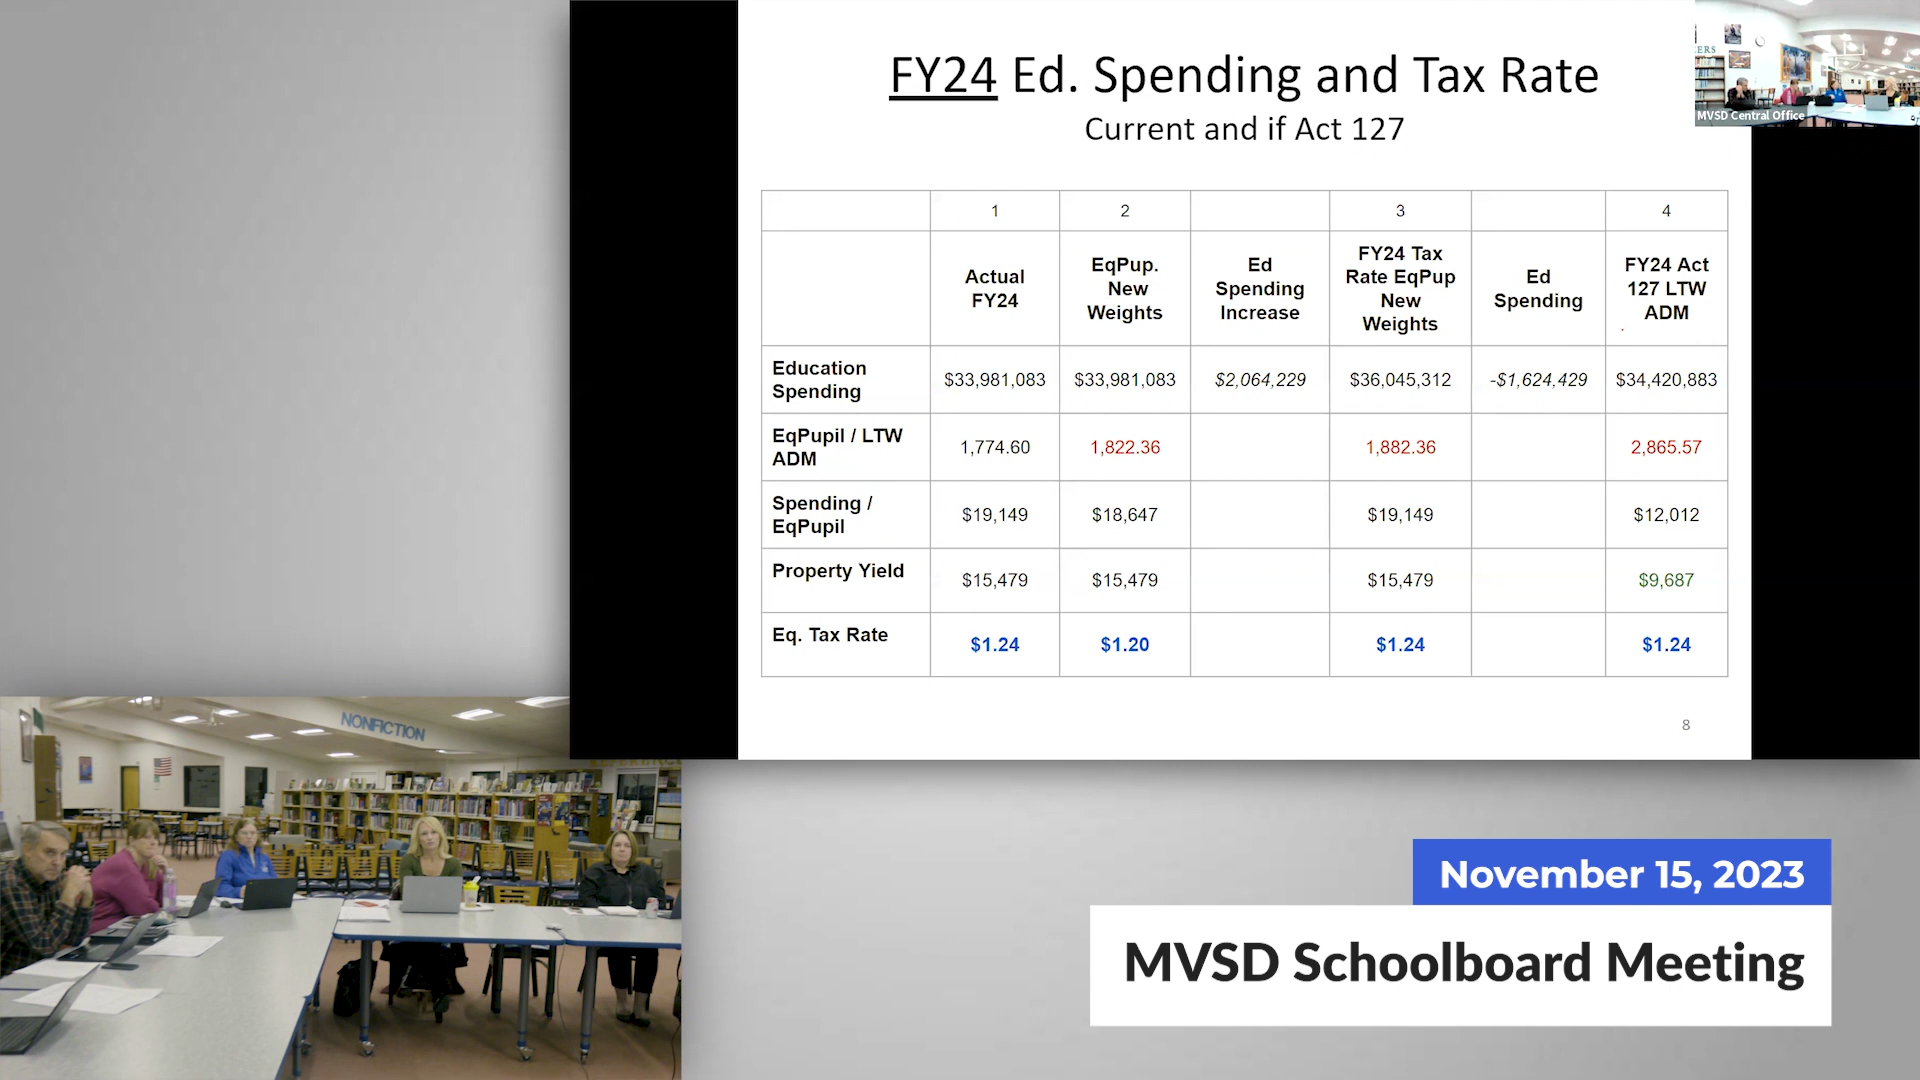 FY24 Ed. Spending and Tax Rate
Current and if Act 127
ERS
MVSD Central Office
1 2 3 4
Actual FY24
EqPup. New Weights
Ed Spending Increase
FY24 Tax Rate EqPup New Weights
Ed Spending
FY24 Act 127 LTW ADM
Education Spending $33,981,083 $33,981,083 $2,064,229 $36,045,312 -$1,624,429 $34,420,883
EqPupil / LTW ADM 1,774.60 1,822.36 1,882.36 2,865.57
Spending / EqPupil $19,149 $18,647 $19,149 $12,012
Property Yield $15,479 $15,479 $15,479 $9,687
Eq. Tax Rate $1.24 $1.20 $1.24 $1.24
8
NONFICTION
REFERENCE
November 15, 2023
MVSD Schoolboard Meeting